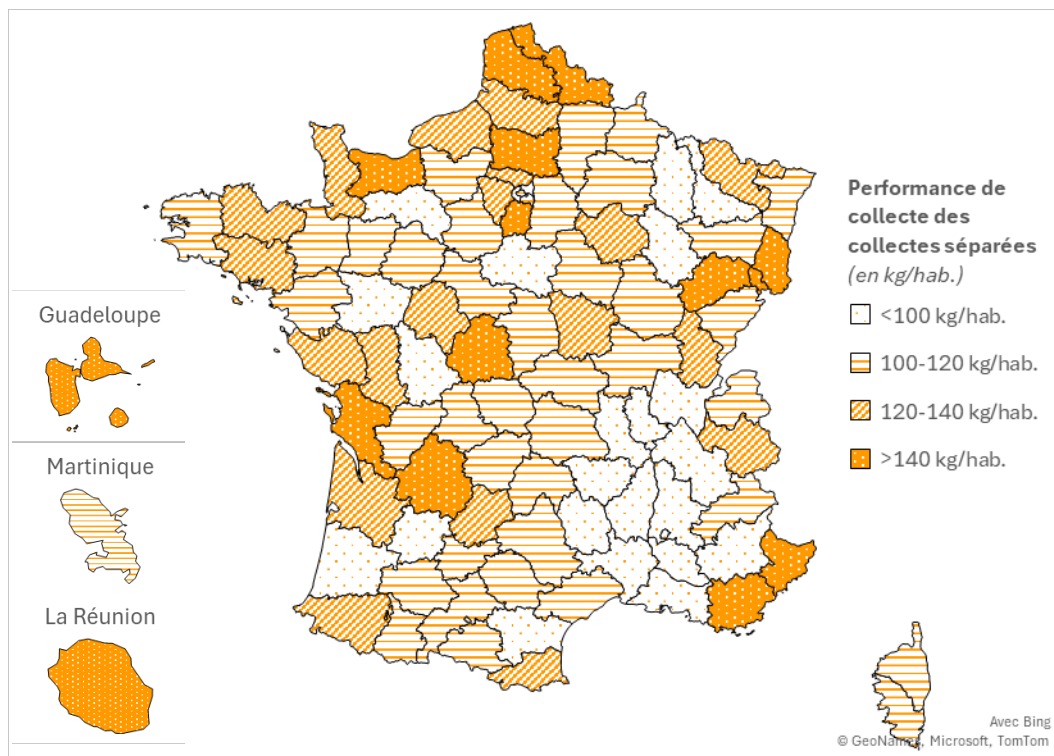 Performance de
collecte des
collectes séparées
(en kg/hab.)
<100 kg/hab.
100-120 kg/hab.
120-140 kg/hab.
>140 kg/hab.
Guadeloupe
Martinique
La Réunion
Avec Bing
© GeoNames, Microsoft, TomTom